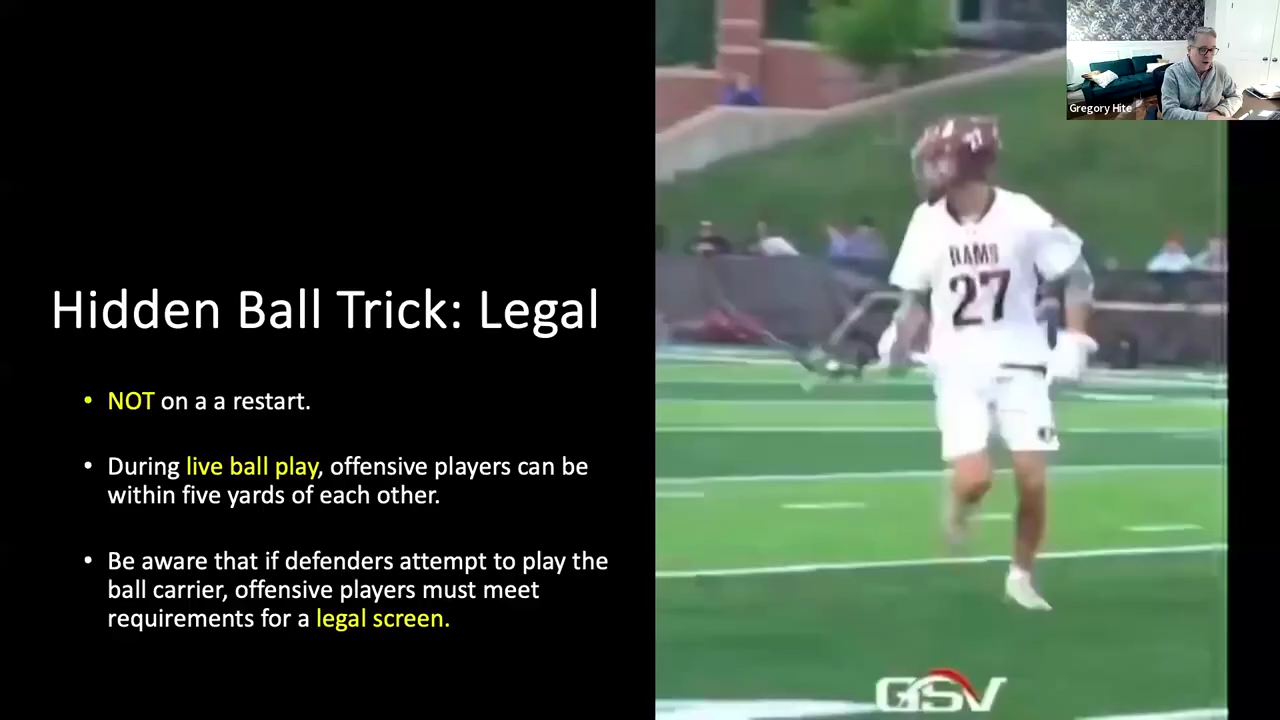 Gregory Hite
RAMS
27
Hidden Ball Trick: Legal
• NOT on a a restart.
• During live ball play, offensive players can be
within five yards of each other.
• Be aware that if defenders attempt to play the
ball carrier, offensive players must meet
requirements for a legal screen.
GSV